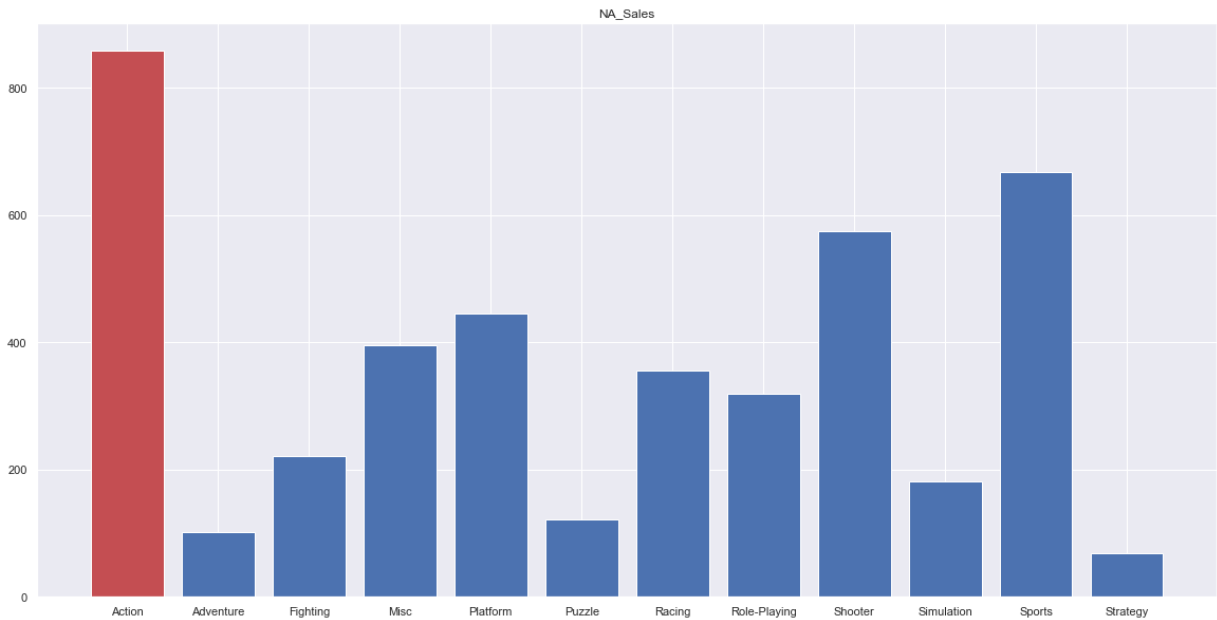 NA_Sales
800
600
400
200
0
Action Adventure Fighting Misc Platform Puzzle Racing Role-Playing Shooter Simulation Sports Strategy